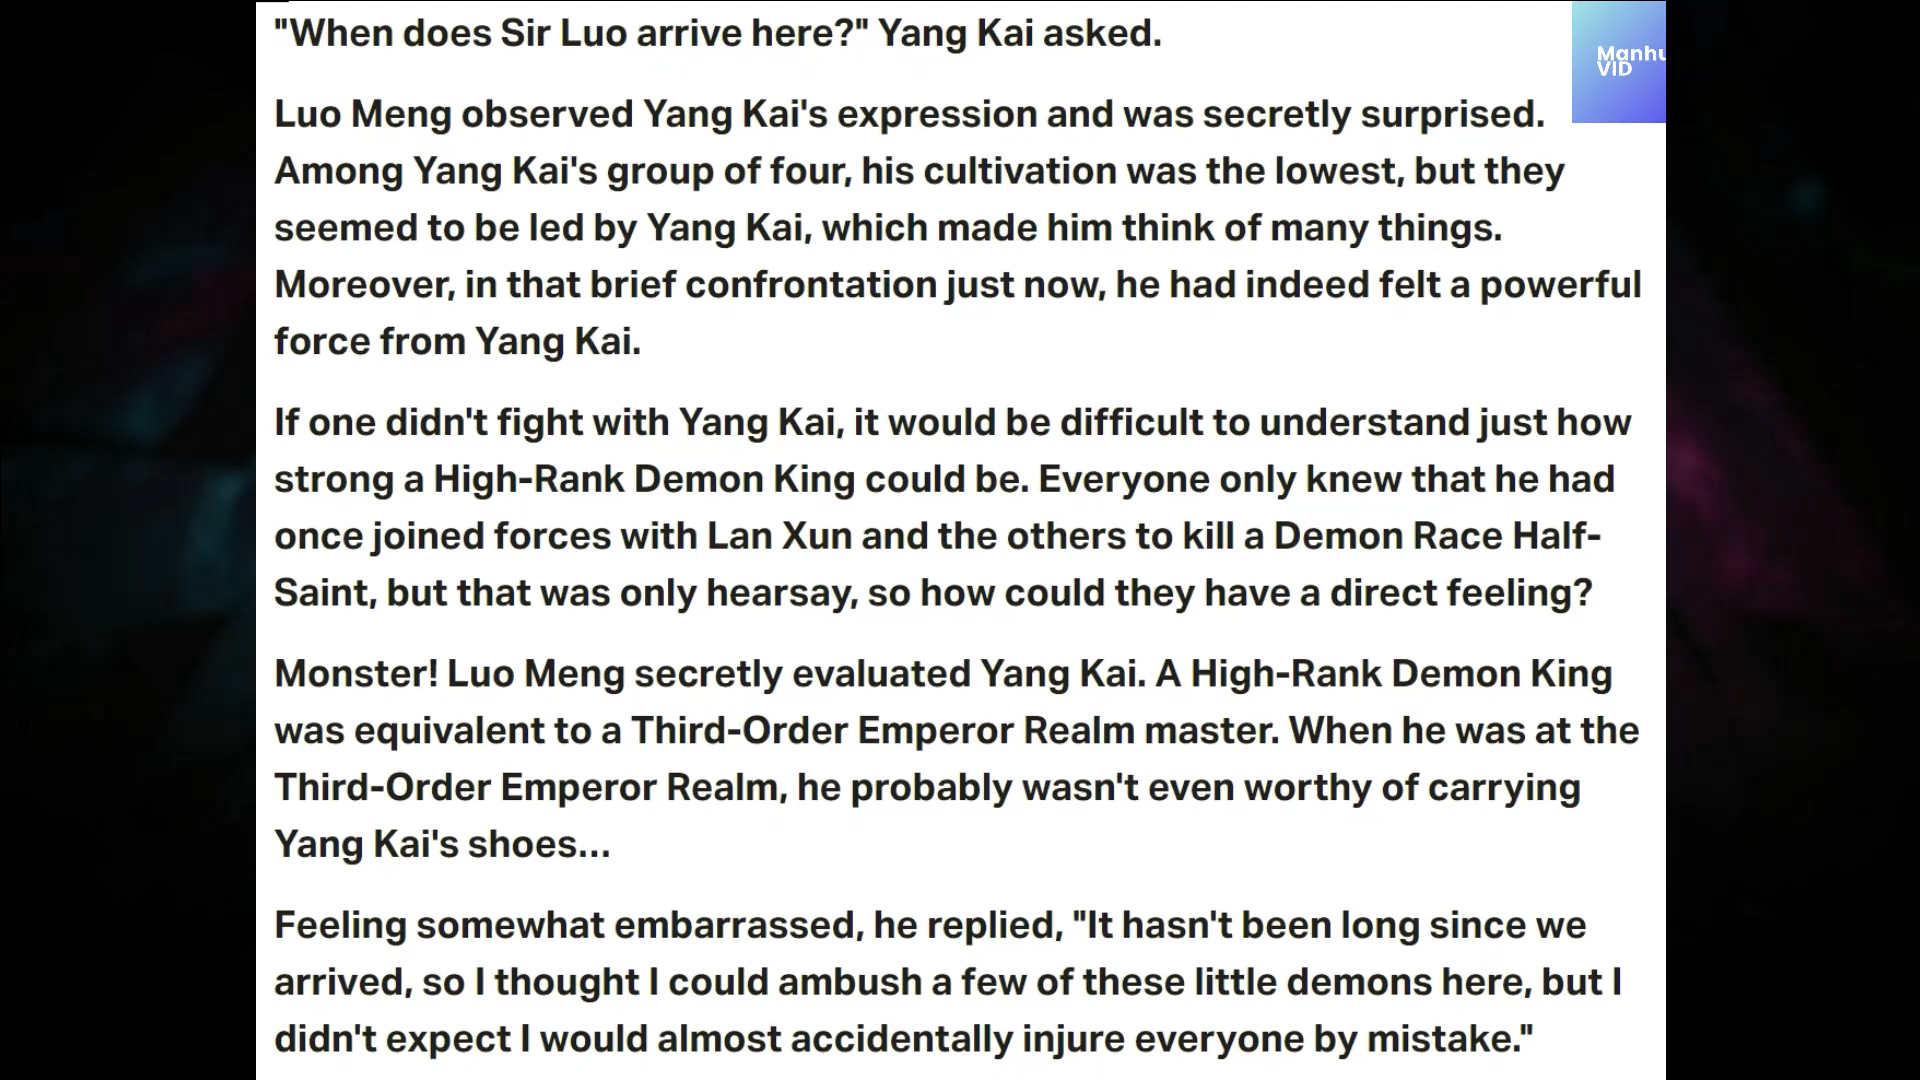 "When does Sir Luo arrive here?" Yang Kai asked.
Manhu
VID
Luo Meng observed Yang Kai's expression and was secretly surprised.
Among Yang Kai's group of four, his cultivation was the lowest, but they
seemed to be led by Yang Kai, which made him think of many things.
Moreover, in that brief confrontation just now, he had indeed felt a powerful
force from Yang Kai.
If one didn't fight with Yang Kai, it would be difficult to understand just how
strong a High-Rank Demon King could be. Everyone only knew that he had
once joined forces with Lan Xun and the others to kill a Demon Race Half-
Saint, but that was only hearsay, so how could they have a direct feeling?
Monster! Luo Meng secretly evaluated Yang Kai. A High-Rank Demon King
was equivalent to a Third-Order Emperor Realm master. When he was at the
Third-Order Emperor Realm, he probably wasn't even worthy of carrying
Yang Kai's shoes...
Feeling somewhat embarrassed, he replied, "It hasn't been long since we
arrived, so I thought I could ambush a few of these little demons here, but I
didn't expect I would almost accidentally injure everyone by mistake."